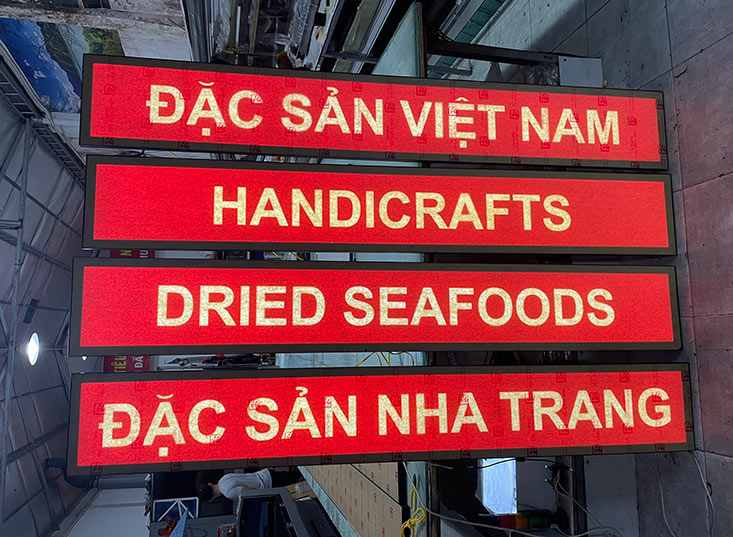 ĐẶC SẢN VIỆT NAM
HANDICRAFTS
DRIED SEAFOODS
ĐẶC SẢN NHA TRANG